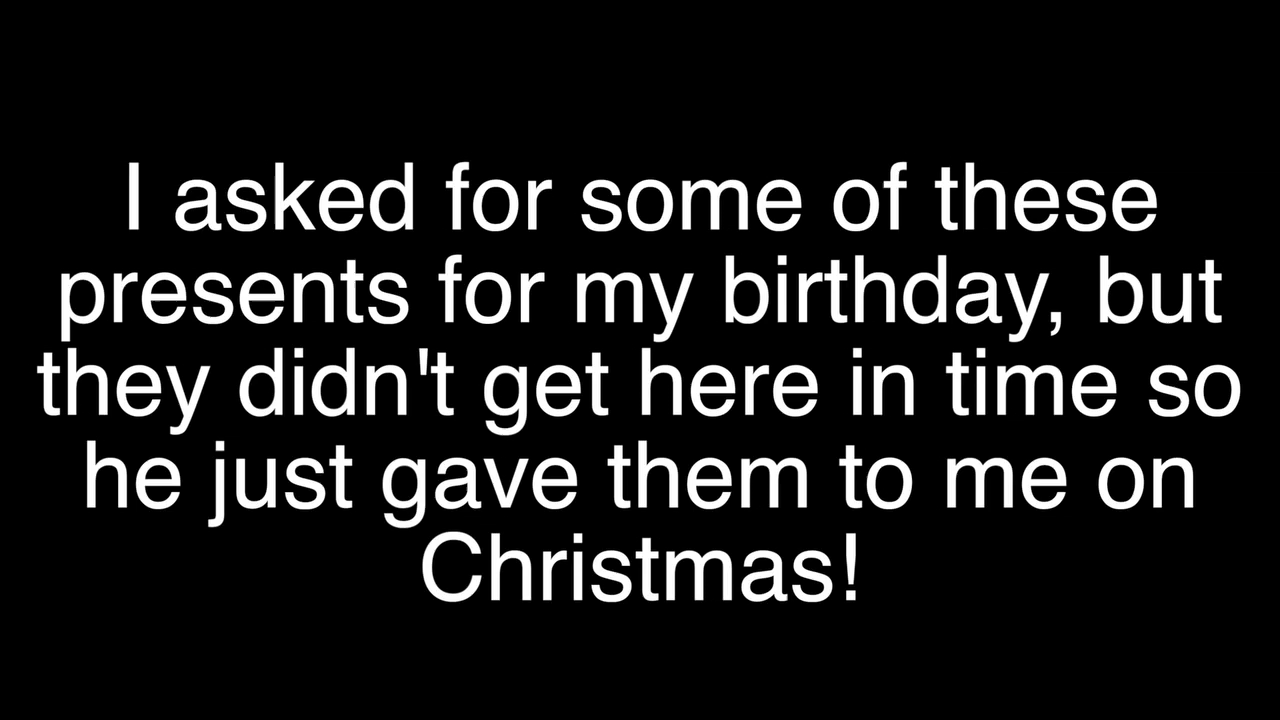 I asked for some of these
presents for my birthday, but
they didn't get here in time so
he just gave them to me on
Christmas!